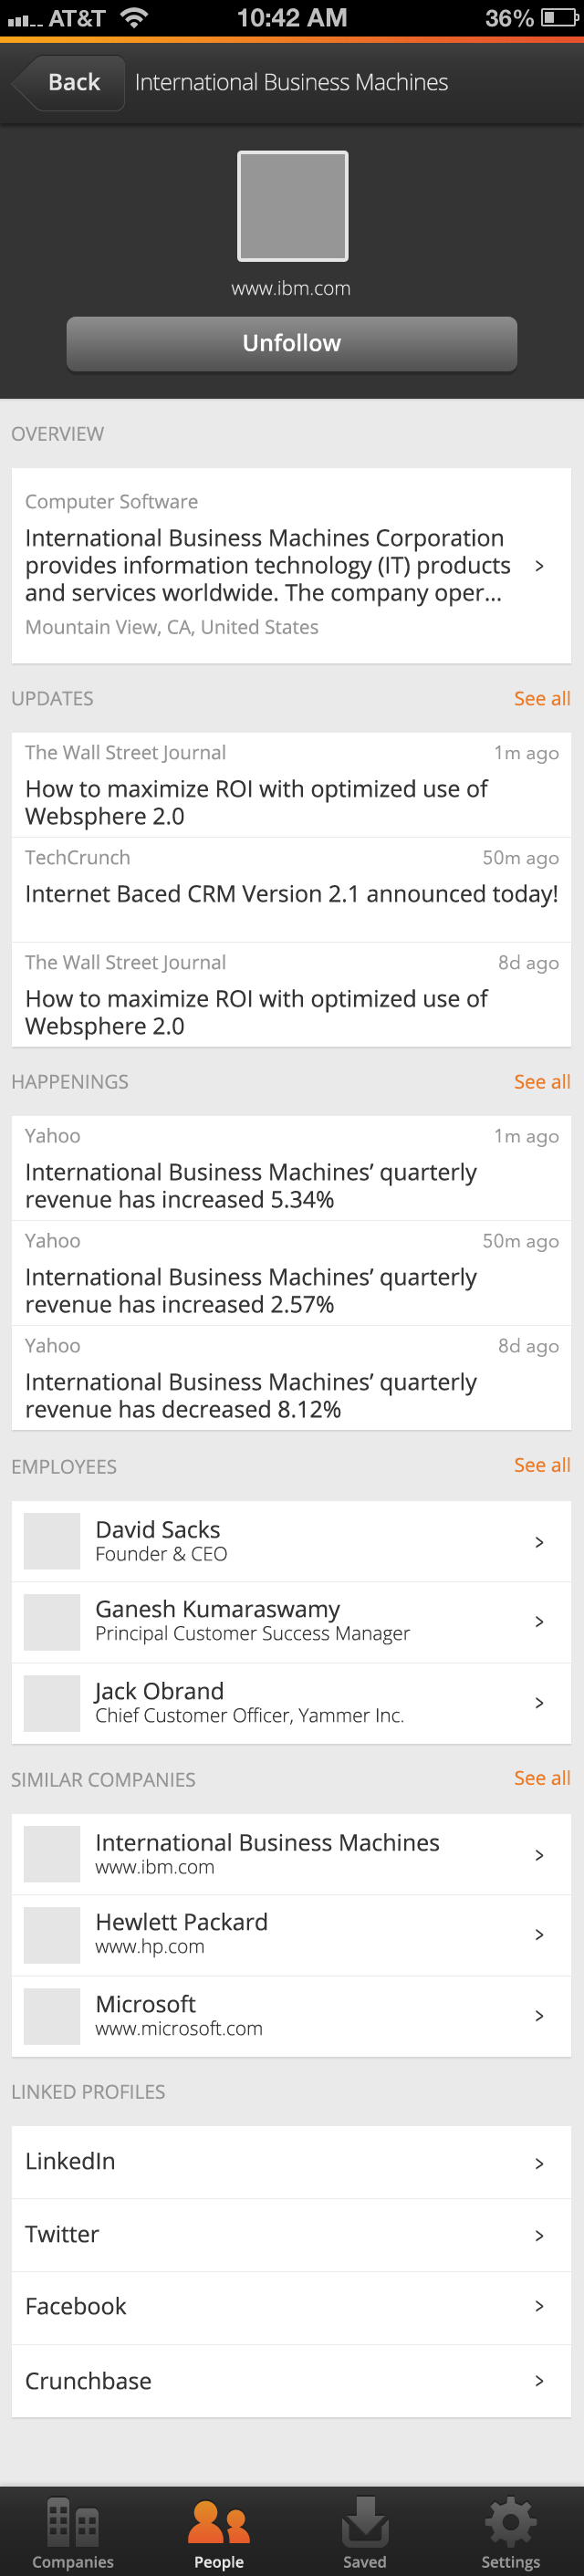 AT&T 10:42 AM 36%
Back International Business Machines
www.ibm.com
Unfollow
OVERVIEW
Computer Software
International Business Machines Corporation
provides information technology (IT) products
and services worldwide. The company oper...
Mountain View, CA, United States
UPDATES See all
The Wall Street Journal 1m ago
How to maximize ROI with optimized use of
Websphere 2.0
TechCrunch 50m ago
Internet Baced CRM Version 2.1 announced today!
The Wall Street Journal 8d ago
How to maximize ROI with optimized use of
Websphere 2.0
HAPPENINGS See all
Yahoo 1m ago
International Business Machines’ quarterly
revenue has increased 5.34%
Yahoo 50m ago
International Business Machines’ quarterly
revenue has increased 2.57%
Yahoo 8d ago
International Business Machines’ quarterly
revenue has decreased 8.12%
EMPLOYEES See all
David Sacks
Founder & CEO
Ganesh Kumaraswamy
Principal Customer Success Manager
Jack Obrand
Chief Customer Officer, Yammer Inc.
SIMILAR COMPANIES See all
International Business Machines
www.ibm.com
Hewlett Packard
www.hp.com
Microsoft
www.microsoft.com
LINKED PROFILES
LinkedIn
Twitter
Facebook
Crunchbase
Companies People Saved Settings